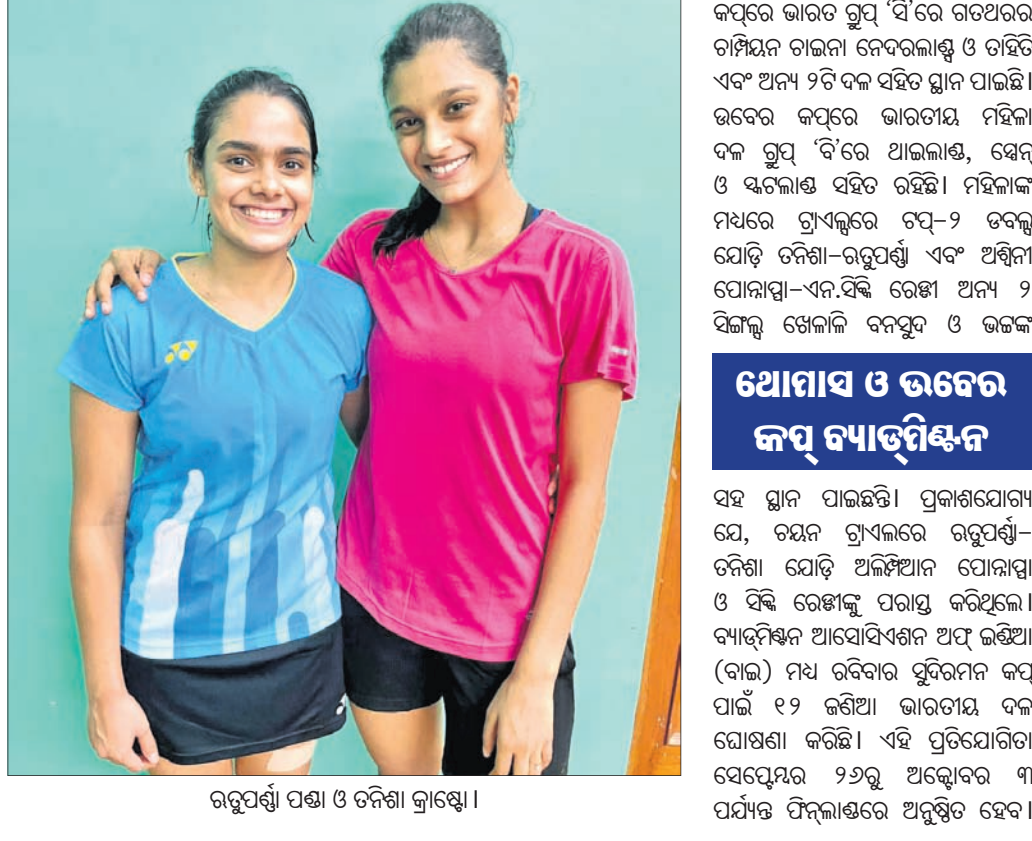 କପ୍‌ରେ ଭାରତ ଗ୍ରୁପ୍ ‘ସି’ରେ ଗତଥରର
ଚାମ୍ପିୟନ ଚାଇନା ନେଦରଲାଣ୍ଡ ଓ ତାହିତି
ଏବଂ ଅନ୍ୟ ୨ଟି ଦଳ ସହିତ ସ୍ଥାନ ପାଇଛି।
ଉବେର କପ୍‌ରେ ଭାରତୀୟ ମହିଳା
ଦଳ ଗ୍ରୁପ୍ ‘ବି’ରେ ଥାଇଲାଣ୍ଡ, ସ୍ପେନ୍
ଓ ସ୍କଟଲାଣ୍ଡ ସହିତ ରହିଛି। ମହିଳାଙ୍କ
ମଧ୍ୟରେ ଟ୍ରାଏଲ୍ସରେ ଟପ୍-୨ ଡବଲ୍ସ
ଯୋଡ଼ି ତନିଶା-ଋତୁପର୍ଣ୍ଣା ଏବଂ ଅଶ୍ୱିନୀ
ପୋନ୍ନାପ୍ପା-ଏନ.ସିକ୍କି ରେଡ୍ଡୀ ଅନ୍ୟ ୨
ସିଙ୍ଗଲ୍ସ ଖେଳାଳି ବନସୁଦ ଓ ଭଟ୍ଟଙ୍କ
ଥୋମାସ ଓ ଉବେର
କପ୍ ବ୍ୟାଡ୍‌ମିଣ୍ଟନ
ସହ ସ୍ଥାନ ପାଇଛନ୍ତି। ପ୍ରକାଶଯୋଗ୍ୟ
ଯେ, ଚୟନ ଟ୍ରାଏଲରେ ଋତୁପର୍ଣ୍ଣା-
ତନିଶା ଯୋଡ଼ି ଅଲିମ୍ପିଆନ ପୋନ୍ନାପ୍ପା
ଓ ସିକ୍କି ରେଡ୍ଡୀଙ୍କୁ ପରାସ୍ତ କରିଥିଲେ।
ବ୍ୟାଡ୍‌ମିଣ୍ଟନ ଆସୋସିଏଶନ ଅଫ୍ ଇଣ୍ଡିଆ
(ବାଇ) ମଧ୍ୟ ରବିବାର ସୁଦିରମନ କପ୍
ପାଇଁ ୧୨ ଜଣିଆ ଭାରତୀୟ ଦଳ
ଘୋଷଣା କରିଛି। ଏହି ପ୍ରତିଯୋଗିତା
ସେପ୍ଟେମ୍ବର ୨୬ରୁ ଅକ୍ଟୋବର ୩
ପର୍ଯ୍ୟନ୍ତ ଫିନ୍‌ଲାଣ୍ଡରେ ଅନୁଷ୍ଠିତ ହେବ।
ଋତୁପର୍ଣ୍ଣା ପଣ୍ଡା ଓ ତନିଶା କ୍ରାଷ୍ଟୋ।